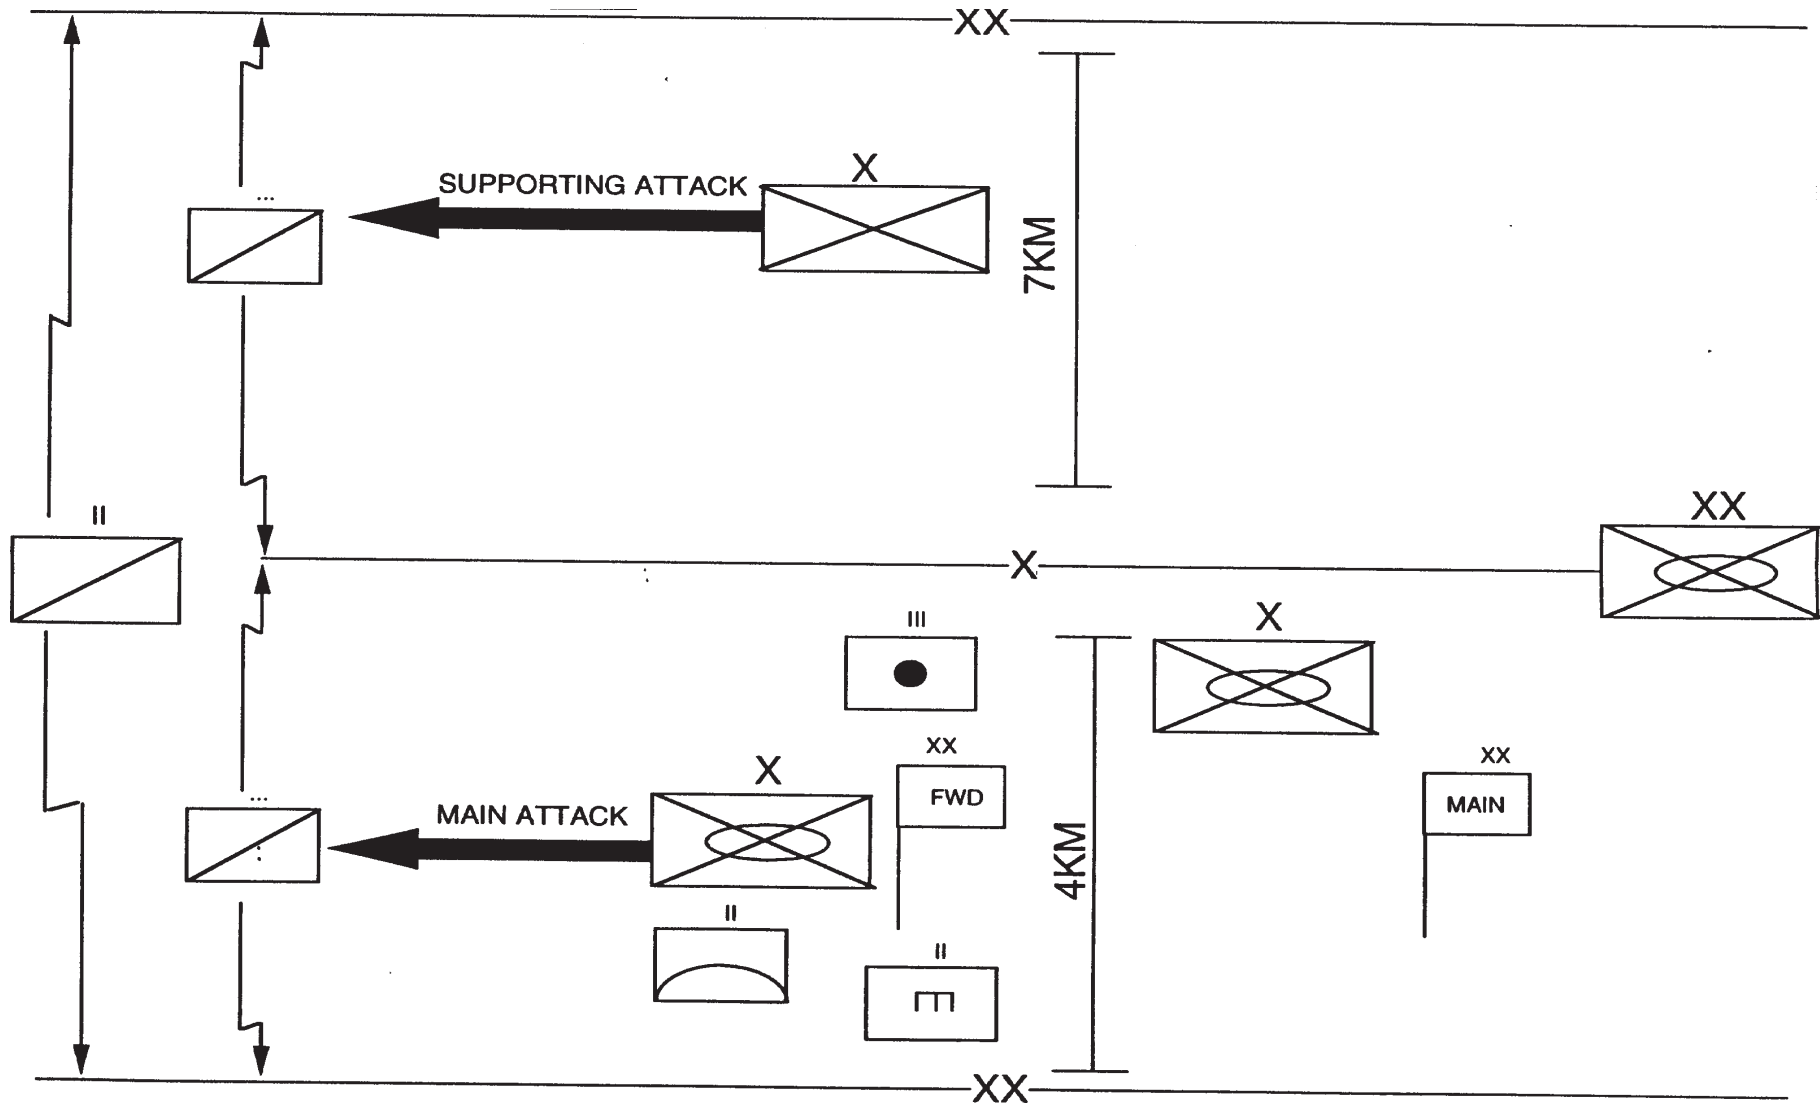 XX
X
...
SUPPORTING ATTACK
7KM
II
XX
X
III
X
XX
FWD
XX
MAIN
X
...
MAIN ATTACK
4KM
II
II
XX